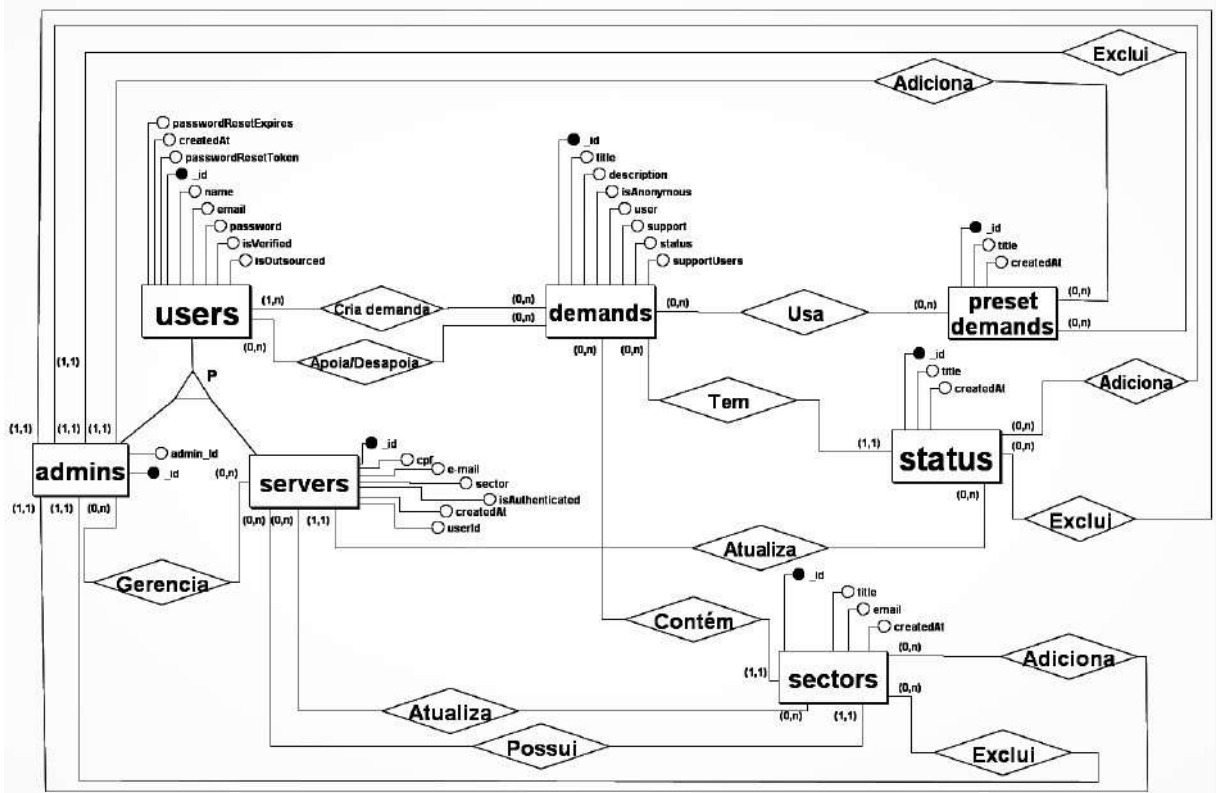 Exclui
Adiciona
passwordResetExpires
createdAt
passwordResetToken
_id
name
email
password
isVerified
isOutsourced
_id
title
description
isAnonymous
user
support
status
supportUsers
_id
title
createdAt
users
(1,n)
Cria demanda
(0,n)
demands
(0,n)
Usa
(0,n)
preset
demands
(0,n)
(0,n)
(0,n)
Apoia/Desapoia
(0,n)
(0,n)
(0,n)
_id
title
createdAt
(1,1)
P
Tem
(0,n)
Adiciona
(1,1)
(1,1)
(1,1)
(1,1)
status
(0,n)
(0,n)
(0,n)
Exclui
admins
admin_Id
_id
(0,n)
servers
_id
cpf
e-mail
sector
isAuthenticated
createdAt
userId
(1,1)
(1,1)
(0,n)
(0,n)
(0,n)
(1,1)
Gerencia
Atualiza
_id
title
email
createdAt
Contém
(1,1)
sectors
(0,n)
Adiciona
(0,n)
Atualiza
(0,n)
(1,1)
Possui
Exclui